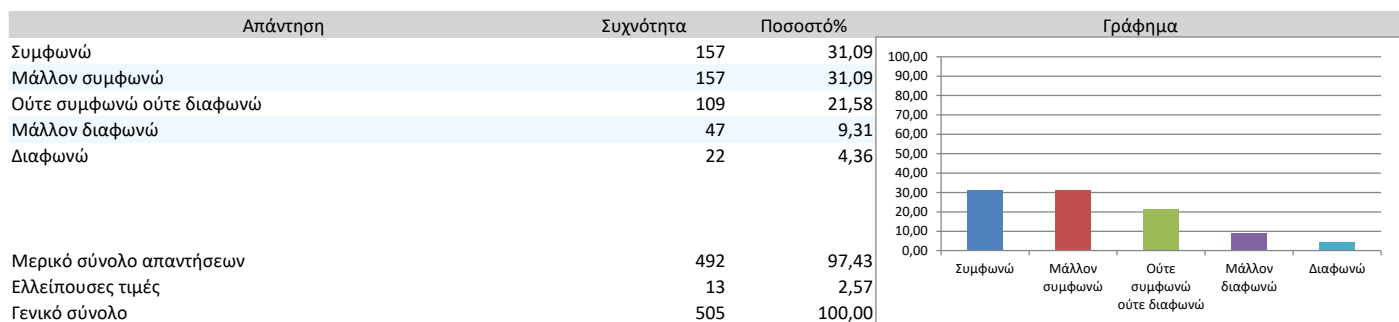 Απάντηση Συχνότητα Ποσοστό% Γράφημα
Συμφωνώ 157 31,09
Μάλλον συμφωνώ 157 31,09
Ούτε συμφωνώ ούτε διαφωνώ 109 21,58
Μάλλον διαφωνώ 47 9,31
Διαφωνώ 22 4,36
Μερικό σύνολο απαντήσεων 492 97,43
Ελλείπουσες τιμές 13 2,57
Γενικό σύνολο 505 100,00
100,00
90,00
80,00
70,00
60,00
50,00
40,00
30,00
20,00
10,00
0,00
Συμφωνώ Μάλλον Ούτε Μάλλον Διαφωνώ
συμφωνώ συμφωνώ διαφωνώ
ούτε διαφωνώ